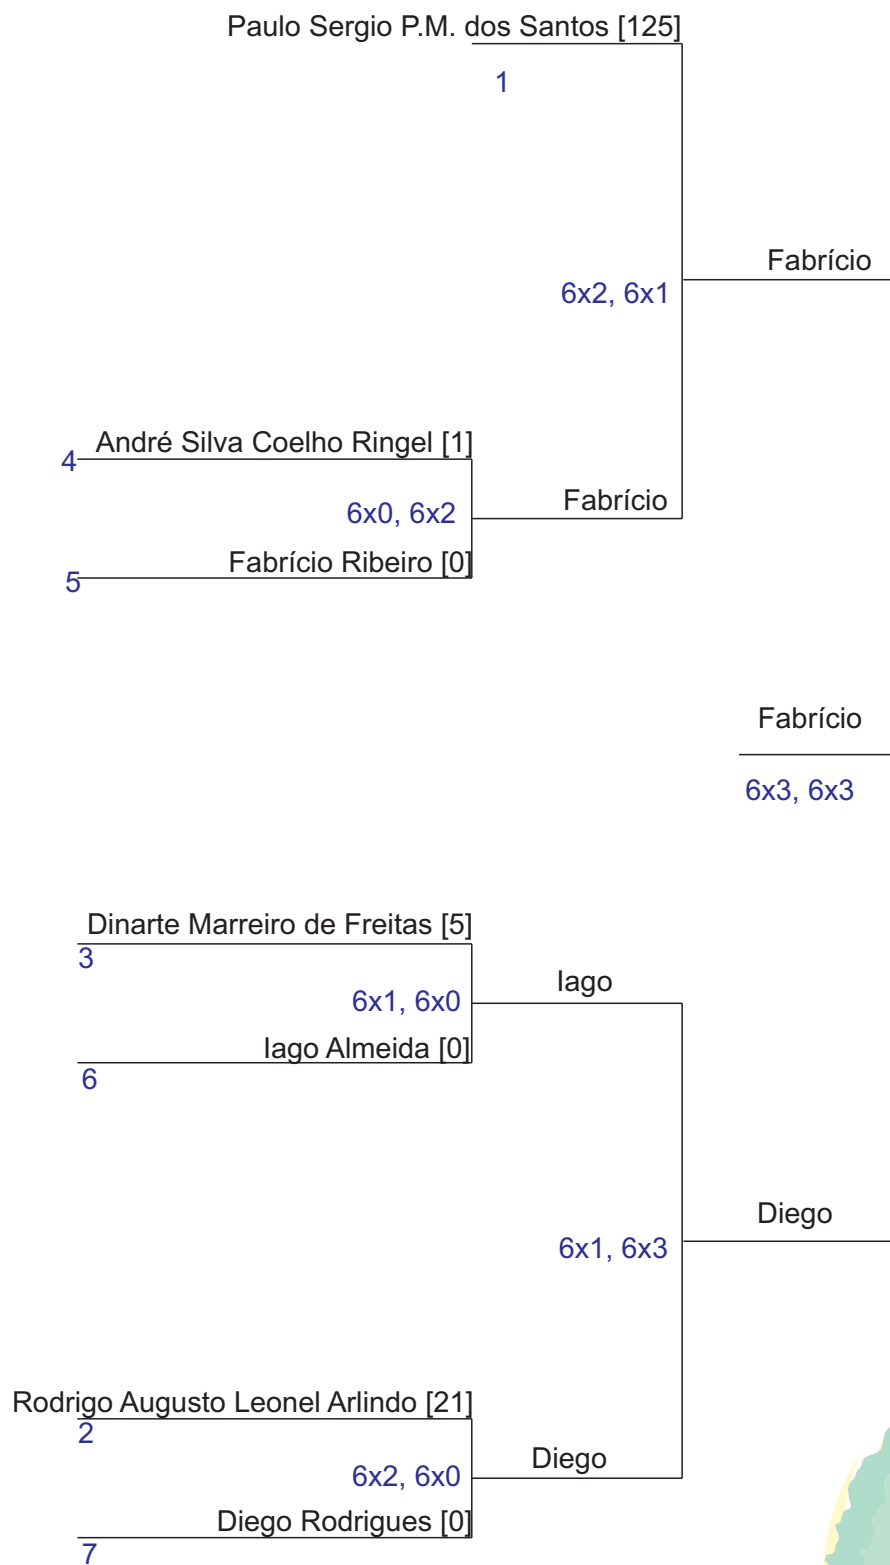 Paulo Sergio P.M. dos Santos [125]
1
Fabrício
6x2, 6x1
André Silva Coelho Ringel [1]
4
Fabrício
6x0, 6x2
Fabrício Ribeiro [0]
5
Fabrício
6x3, 6x3
Dinarte Marreiro de Freitas [5]
3
Iago
6x1, 6x0
Iago Almeida [0]
6
Diego
6x1, 6x3
Rodrigo Augusto Leonel Arlindo [21]
2
Diego
6x2, 6x0
Diego Rodrigues [0]
7